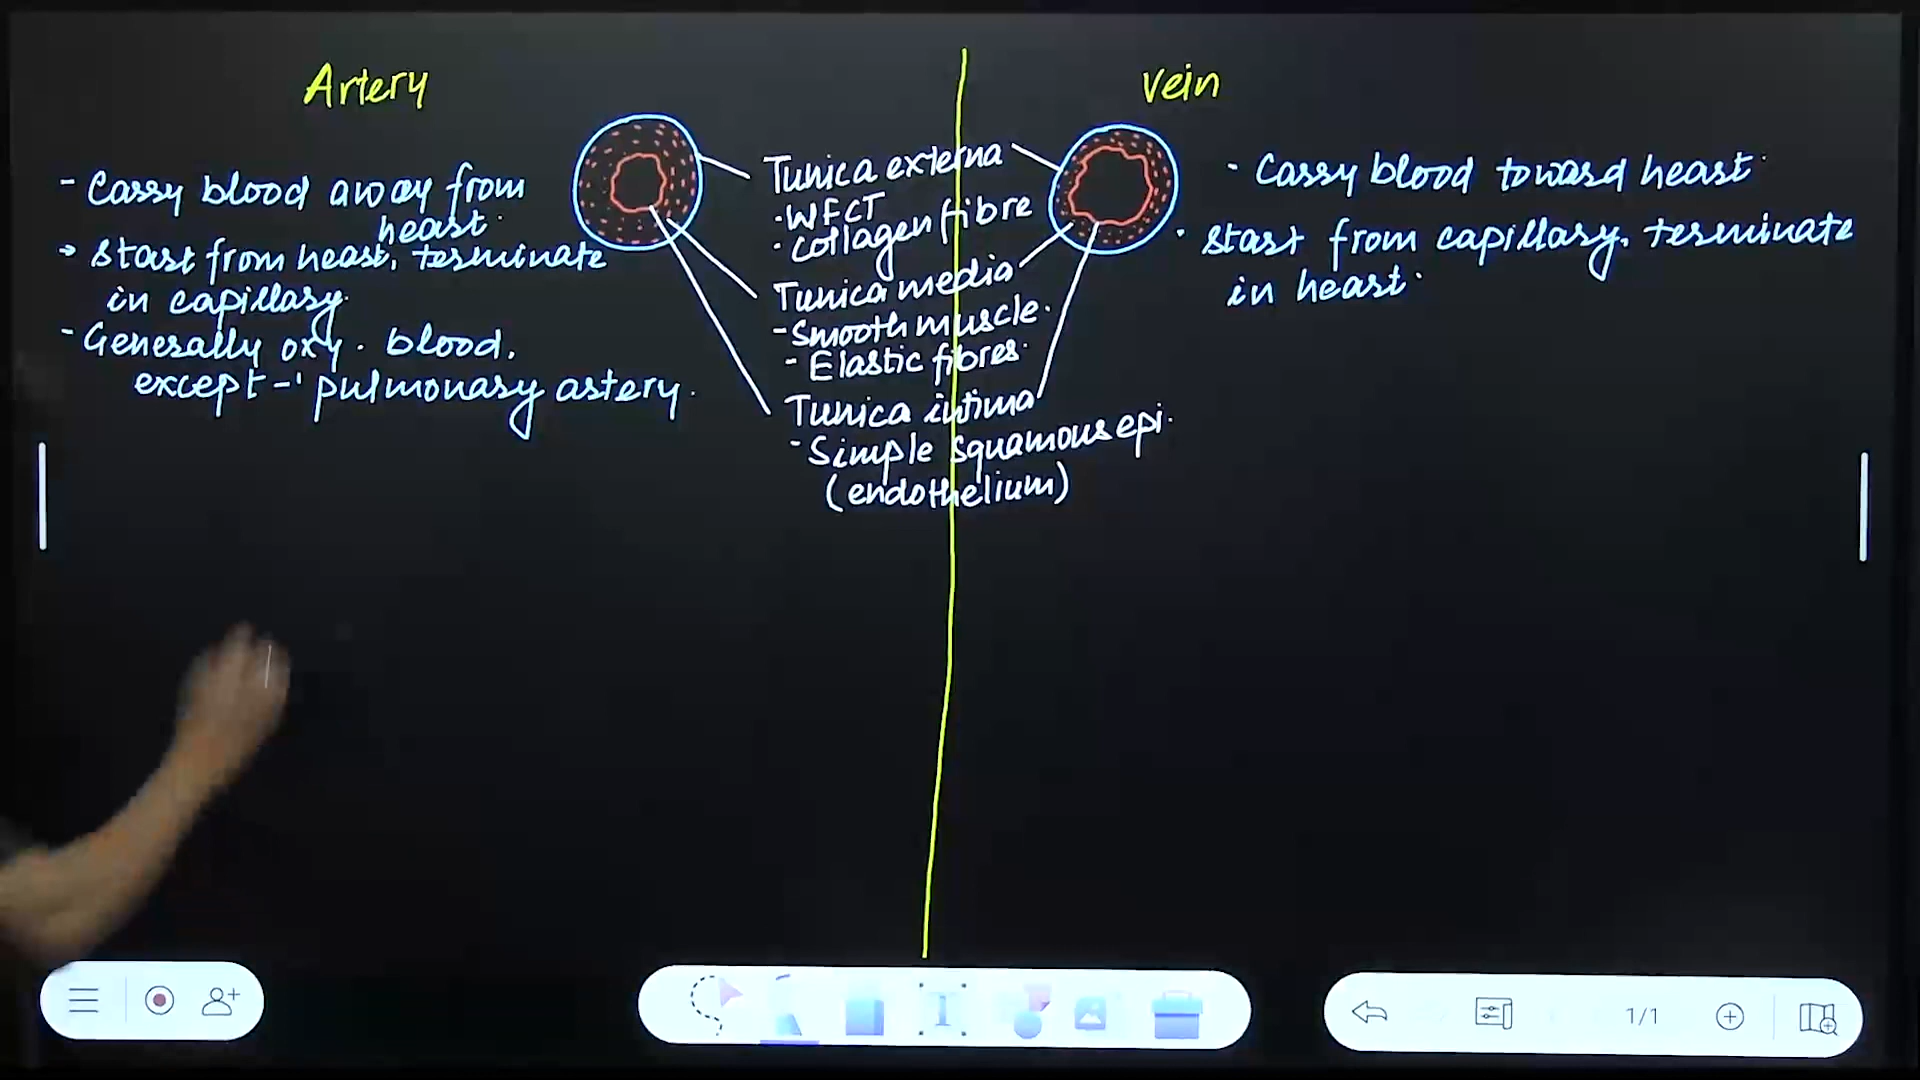 Artery
- Carry blood away from
heart.
→ Start from heart, terminate
in capillary.
- Generally oxy. blood.
except -' pulmonary artery.
Tunica externa
· WFCT
· Collagen fibre
Tunica media
- Smooth muscle.
- Elastic fibres.
Tunica intima
- Simple squamous epi.
(endothelium)
Vein
- Carry blood toward heart.
· Start from capillary. terminate
in heart.
1/1